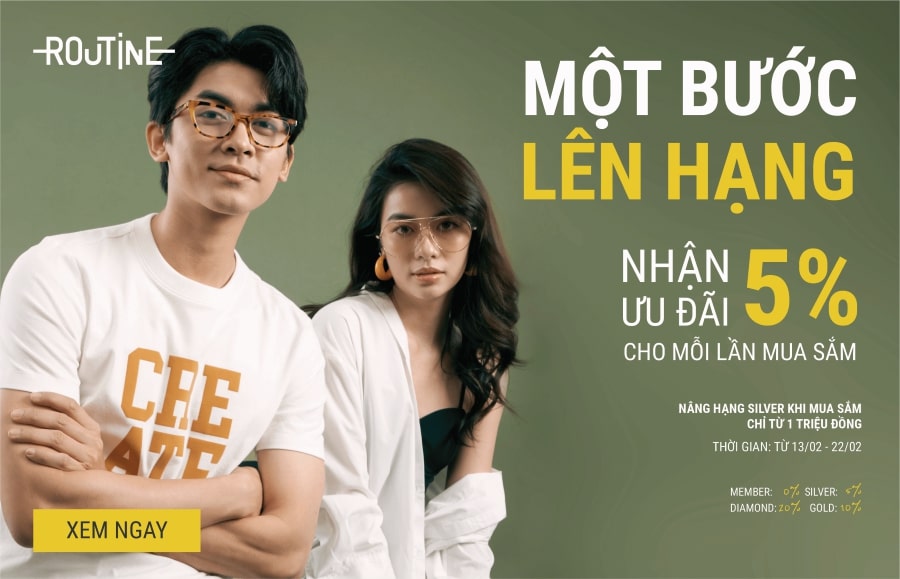 ROUTINE
MỘT BƯỚC
LÊN HẠNG
NHẬN
ƯU ĐÃI 5%
CHO MỖI LẦN MUA SẮM
NÂNG HẠNG SILVER KHI MUA SẮM
CHỈ TỪ 1 TRIỆU ĐỒNG
THỜI GIAN: TỪ 13/02 - 22/02
MEMBER: 0% SILVER: 5%
DIAMOND: 20% GOLD: 10%
CRE
ATE
XEM NGAY